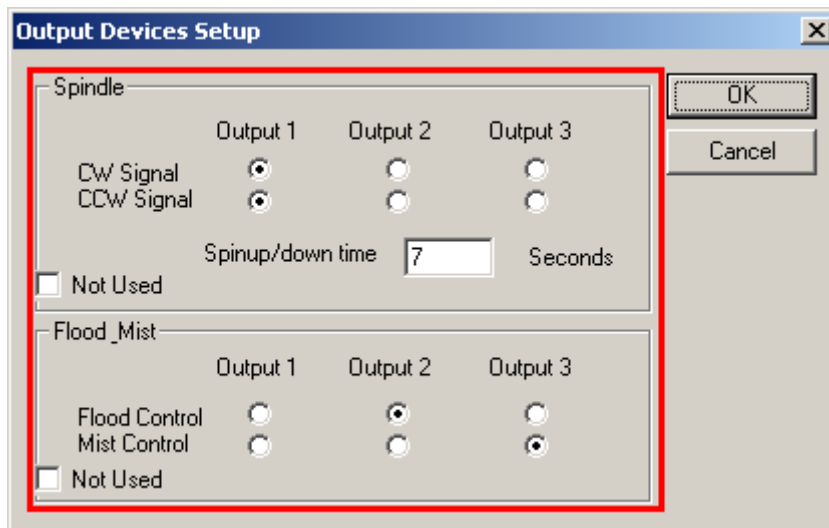 Output Devices Setup
Spindle
OK
Output 1 Output 2 Output 3
Cancel
CW Signal
CCW Signal
Spinup/down time 7 Seconds
Not Used
Flood_Mist
Output 1 Output 2 Output 3
Flood Control
Mist Control
Not Used